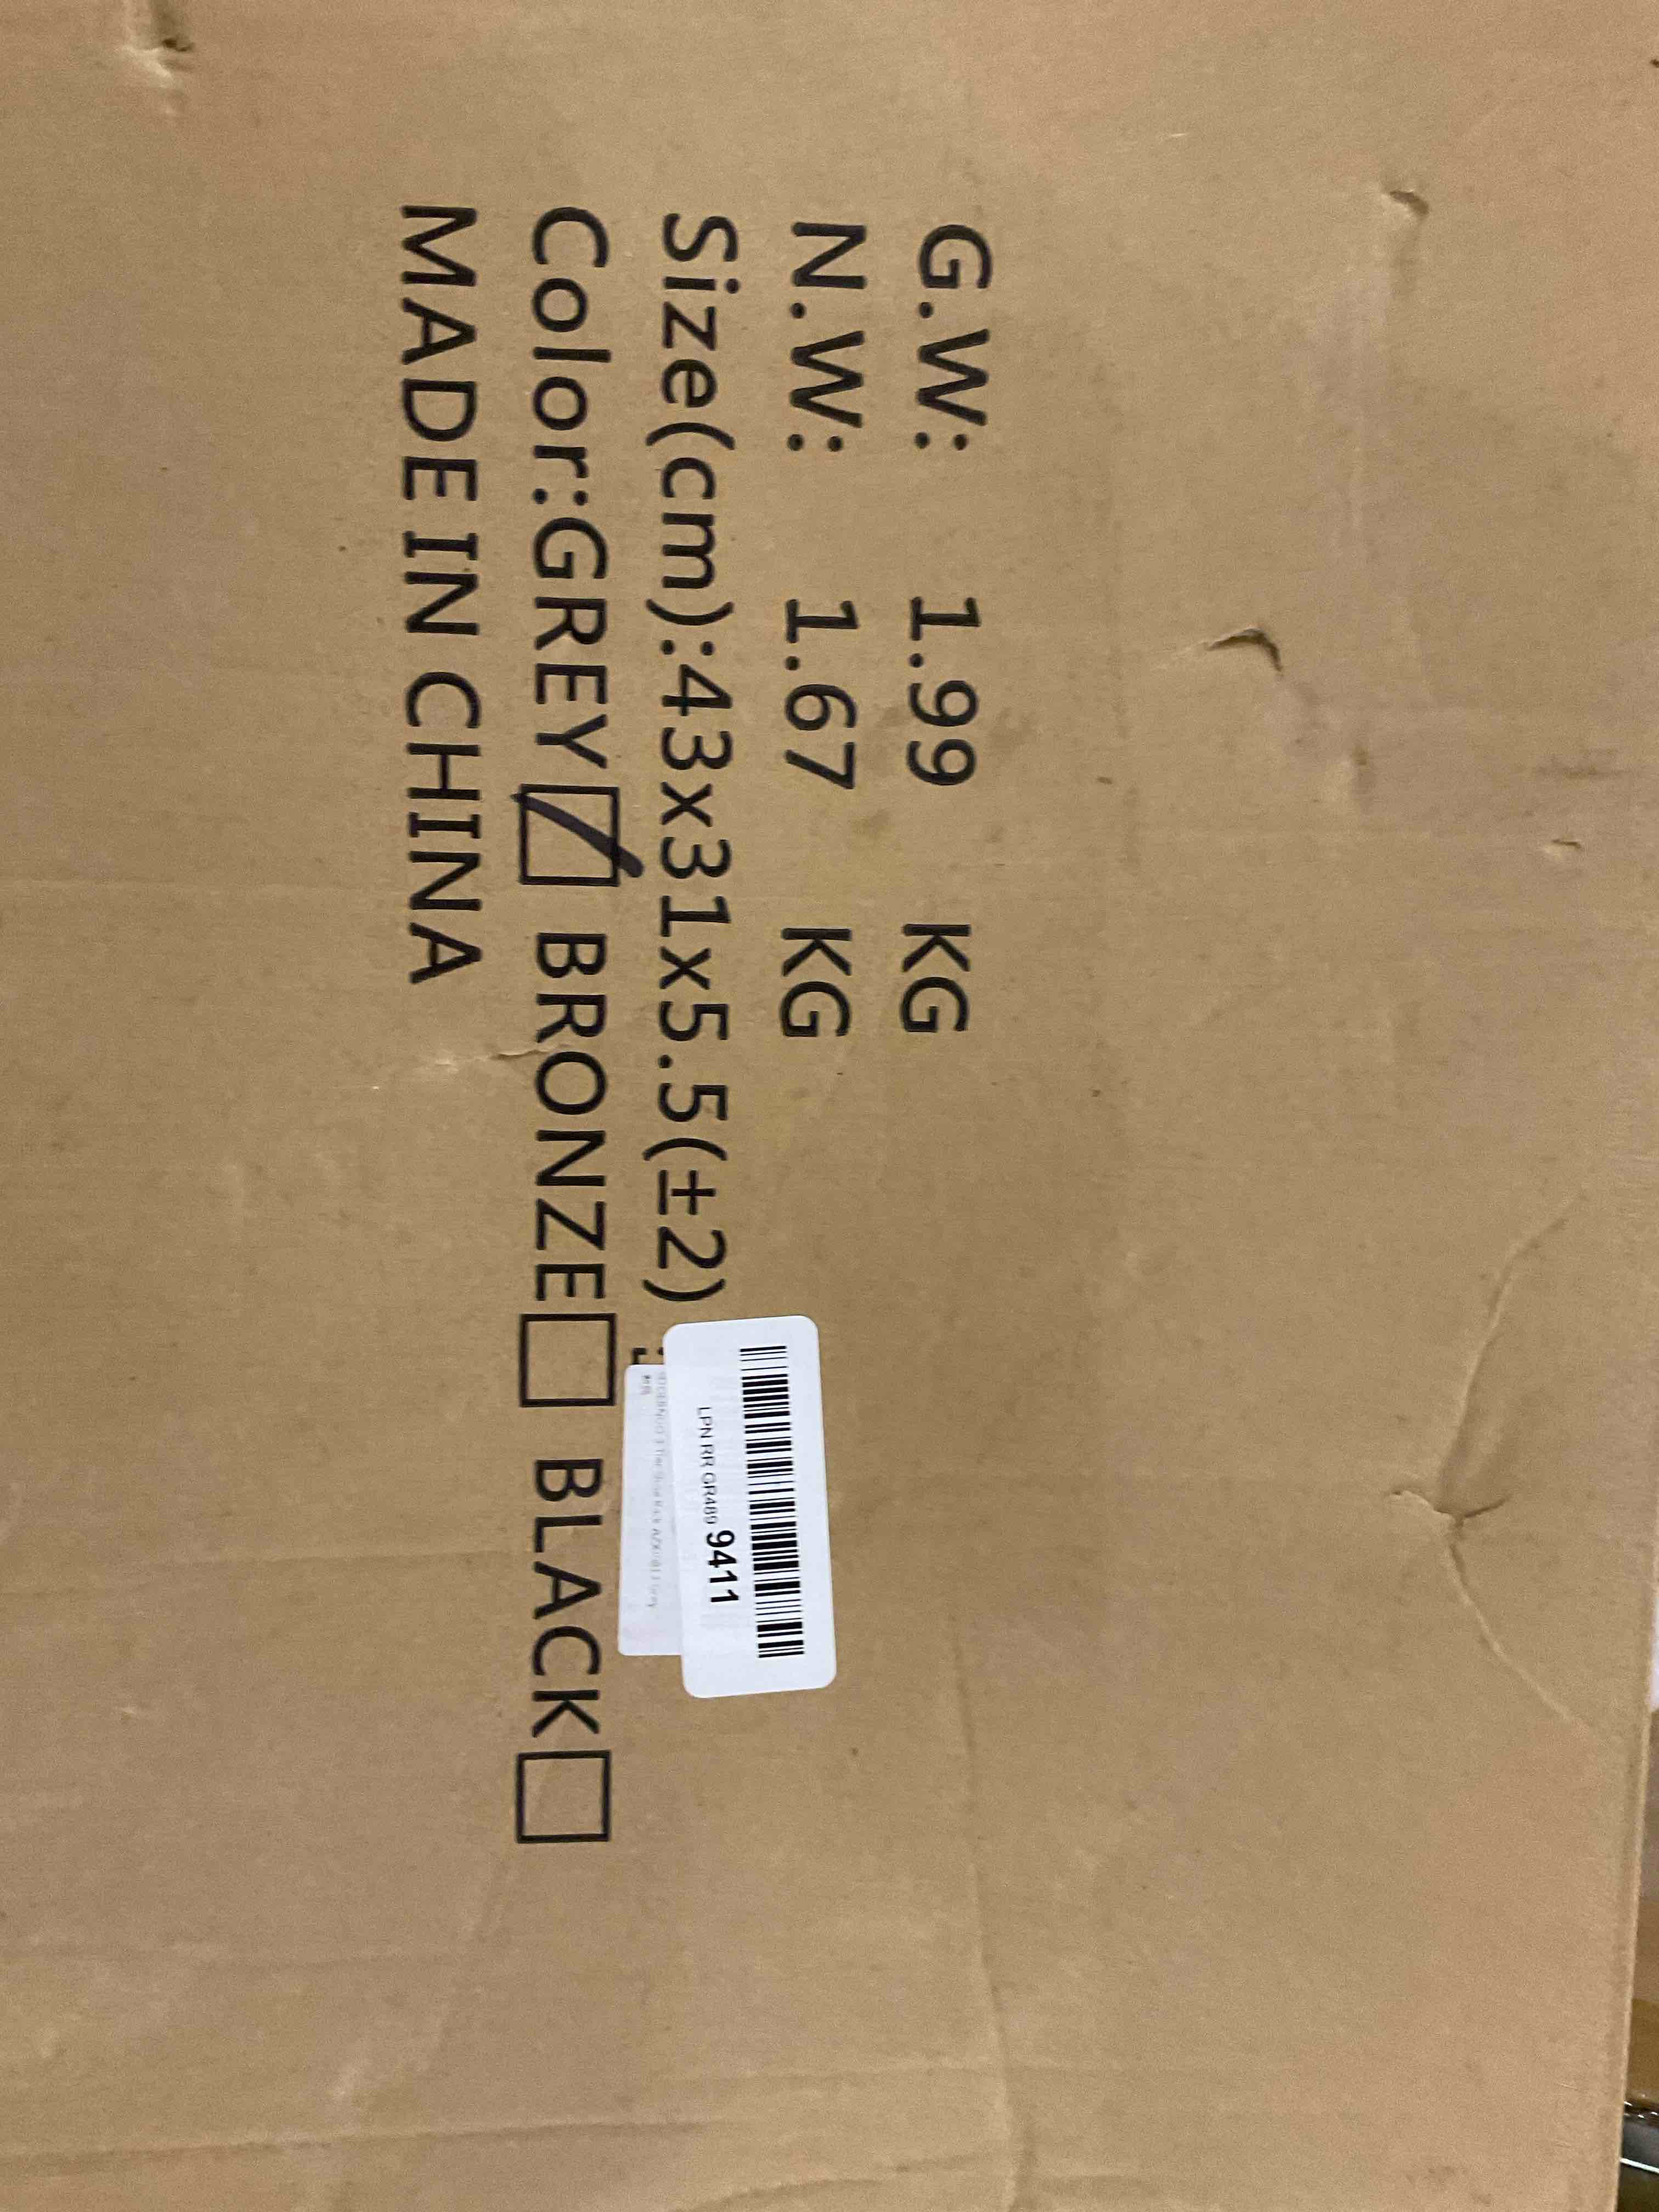 G.W: 1.99 KG
N.W: 1.67 KG
Size(cm):43x31x5.5(±2)
Color:GREY☑ BRONZE☐ BLACK☐
MADE IN CHINA
LPN RR GR489 9411